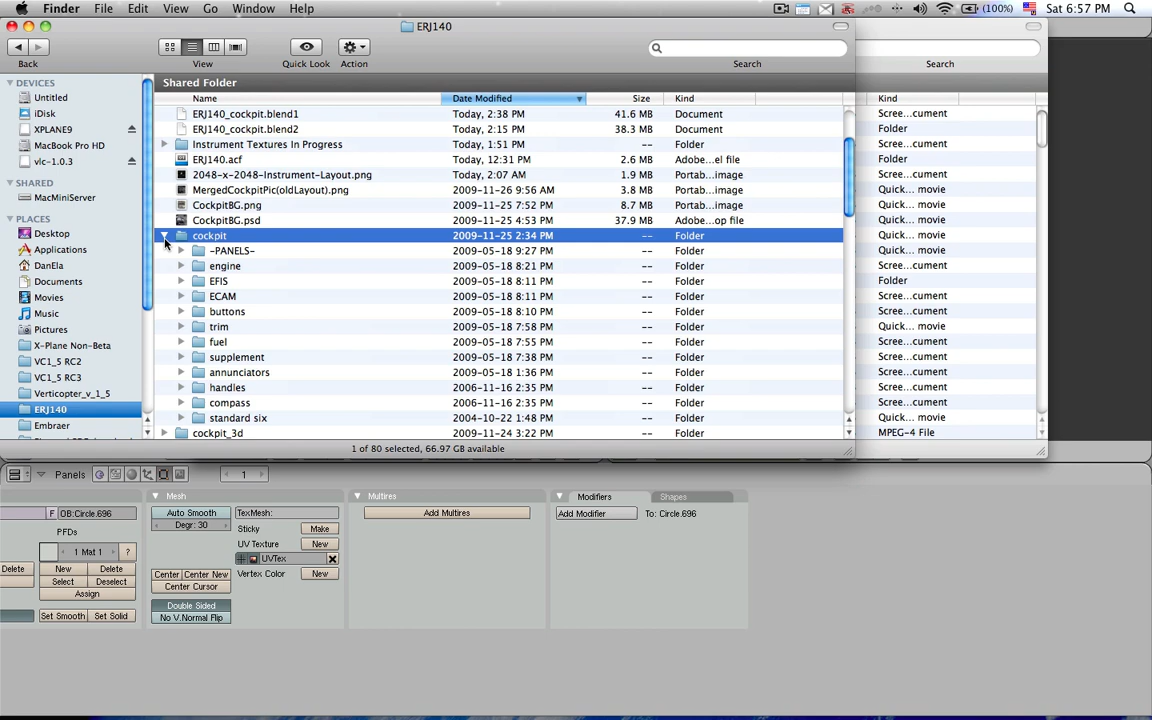 Finder File Edit View Go Window Help (100%) Sat 6:57 PM
ERJ140
Back View Quick Look Action Search Search
DEVICES
Untitled
iDisk
XPLANE9
MacBook Pro HD
vlc-1.0.3
SHARED
MacMiniServer
PLACES
Desktop
Applications
DanEla
Documents
Movies
Music
Pictures
X-Plane Non-Beta
VC1_5 RC2
VC1_5 RC3
Verticopter_v_1_5
ERJ140
Embraer
Shared Folder
Name Date Modified Size Kind
ERJ140_cockpit.blend1 Today, 2:38 PM 41.6 MB Document
ERJ140_cockpit.blend2 Today, 2:15 PM 38.3 MB Document
Instrument Textures In Progress Today, 1:51 PM -- Folder
ERJ140.acf Today, 12:31 PM 2.6 MB Adobe...el file
2048-x-2048-Instrument-Layout.png Today, 2:07 AM 1.9 MB Portab...image
MergedCockpitPic(oldLayout).png 2009-11-26 9:56 AM 3.8 MB Portab...image
CockpitBG.png 2009-11-25 7:52 PM 8.7 MB Portab...image
CockpitBG.psd 2009-11-25 4:53 PM 37.9 MB Adobe...op file
cockpit 2009-11-25 2:34 PM -- Folder
-PANELS- 2009-05-18 9:27 PM -- Folder
engine 2009-05-18 8:21 PM -- Folder
EFIS 2009-05-18 8:11 PM -- Folder
ECAM 2009-05-18 8:11 PM -- Folder
buttons 2009-05-18 8:10 PM -- Folder
trim 2009-05-18 7:58 PM -- Folder
fuel 2009-05-18 7:55 PM -- Folder
supplement 2009-05-18 7:38 PM -- Folder
annunciators 2009-05-18 1:36 PM -- Folder
handles 2006-11-16 2:35 PM -- Folder
compass 2006-11-16 2:35 PM -- Folder
standard six 2004-10-22 1:48 PM -- Folder
cockpit_3d 2009-11-24 3:22 PM -- Folder
1 of 80 selected, 66.97 GB available
Kind
Scree...cument
Folder
Scree...cument
Folder
Scree...cument
Quick... movie
Quick... movie
Quick... movie
Quick... movie
Quick... movie
Scree...cument
Folder
Scree...cument
Scree...cument
Quick... movie
Scree...cument
Quick... movie
Scree...cument
Scree...cument
Scree...cument
Quick... movie
MPEG-4 File
Panels 1
F OB:Circle.696
PFDs
1 Mat 1 ?
Delete New Delete
Select Deselect
Assign
Set Smooth Set Solid
Mesh
Auto Smooth
Degr: 30
TexMesh:
Sticky Make
UV Texture New
UVTex
Vertex Color New
Center Center New
Center Cursor
Double Sided
No V.Normal Flip
Multires
Add Multires
Modifiers Shapes
Add Modifier To: Circle.696